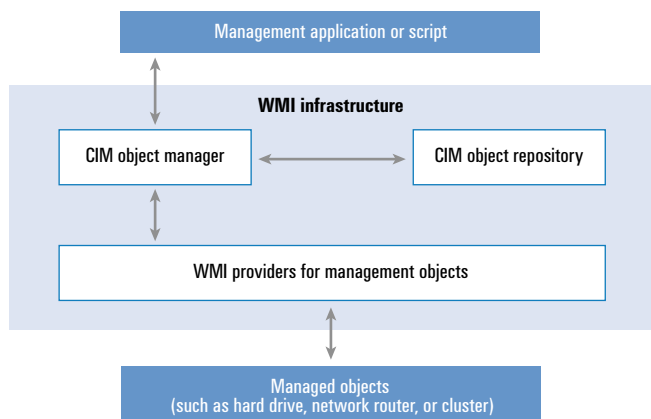 Management application or script
WMI infrastructure
CIM object manager
CIM object repository
WMI providers for management objects
Managed objects
(such as hard drive, network router, or cluster)